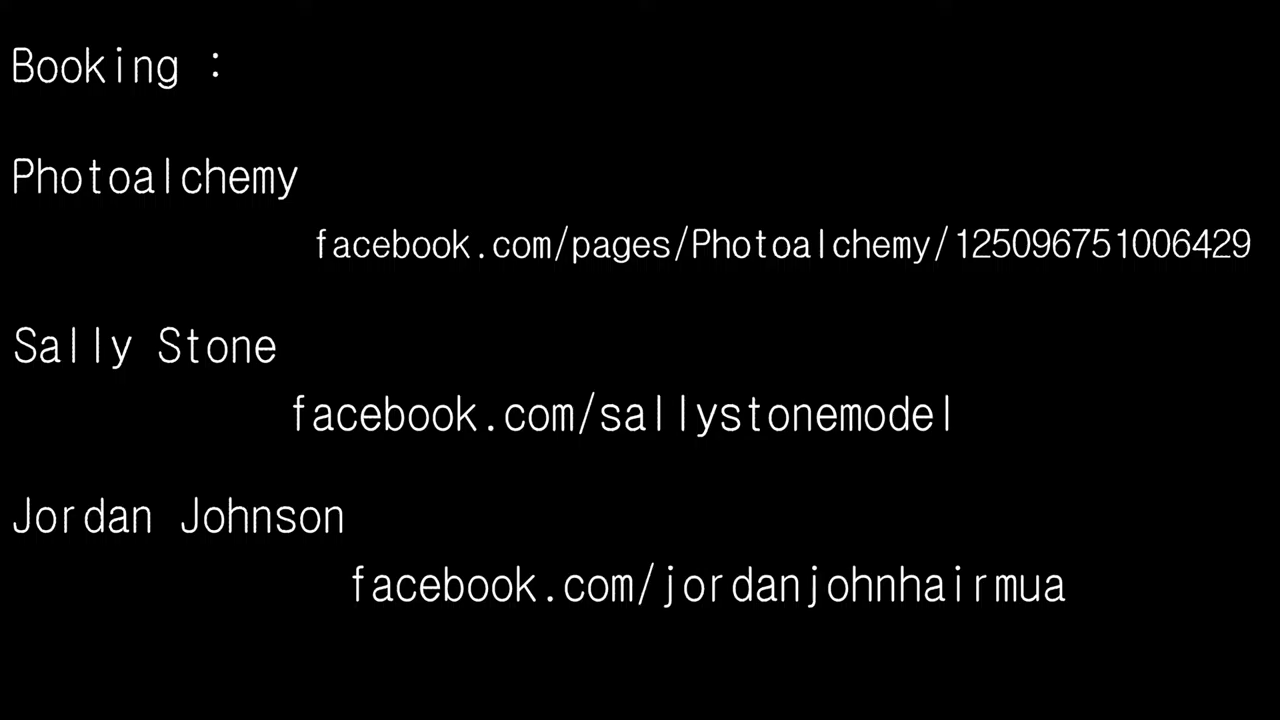 Booking :
Photoalchemy
facebook.com/pages/Photoalchemy/125096751006429
Sally Stone
facebook.com/sallystonemodel
Jordan Johnson
facebook.com/jordanjohnhairmua